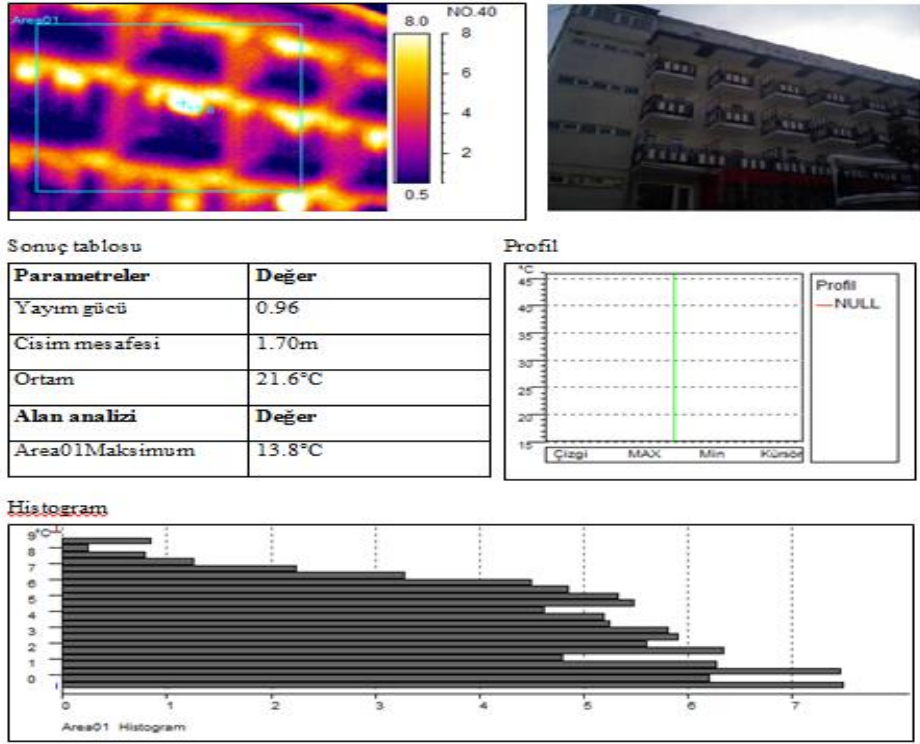 Area01
NO.40
8.0
8
6
4
2
0.5
Sonuç tablosu
Parametreler Değer
Yayım gücü 0.96
Cisim mesafesi 1.70m
Ortam 21.6°C
Alan analizi Değer
Area01Maksimum 13.8°C
Profil
°C
45
40
35
30
25
20
15
Çizgi MAX Min Kürsör
Profil
NULL
Histogram
9°C
8
7
6
5
4
3
2
1
0
0 1 2 3 4 5 6 7
Area01 Histogram